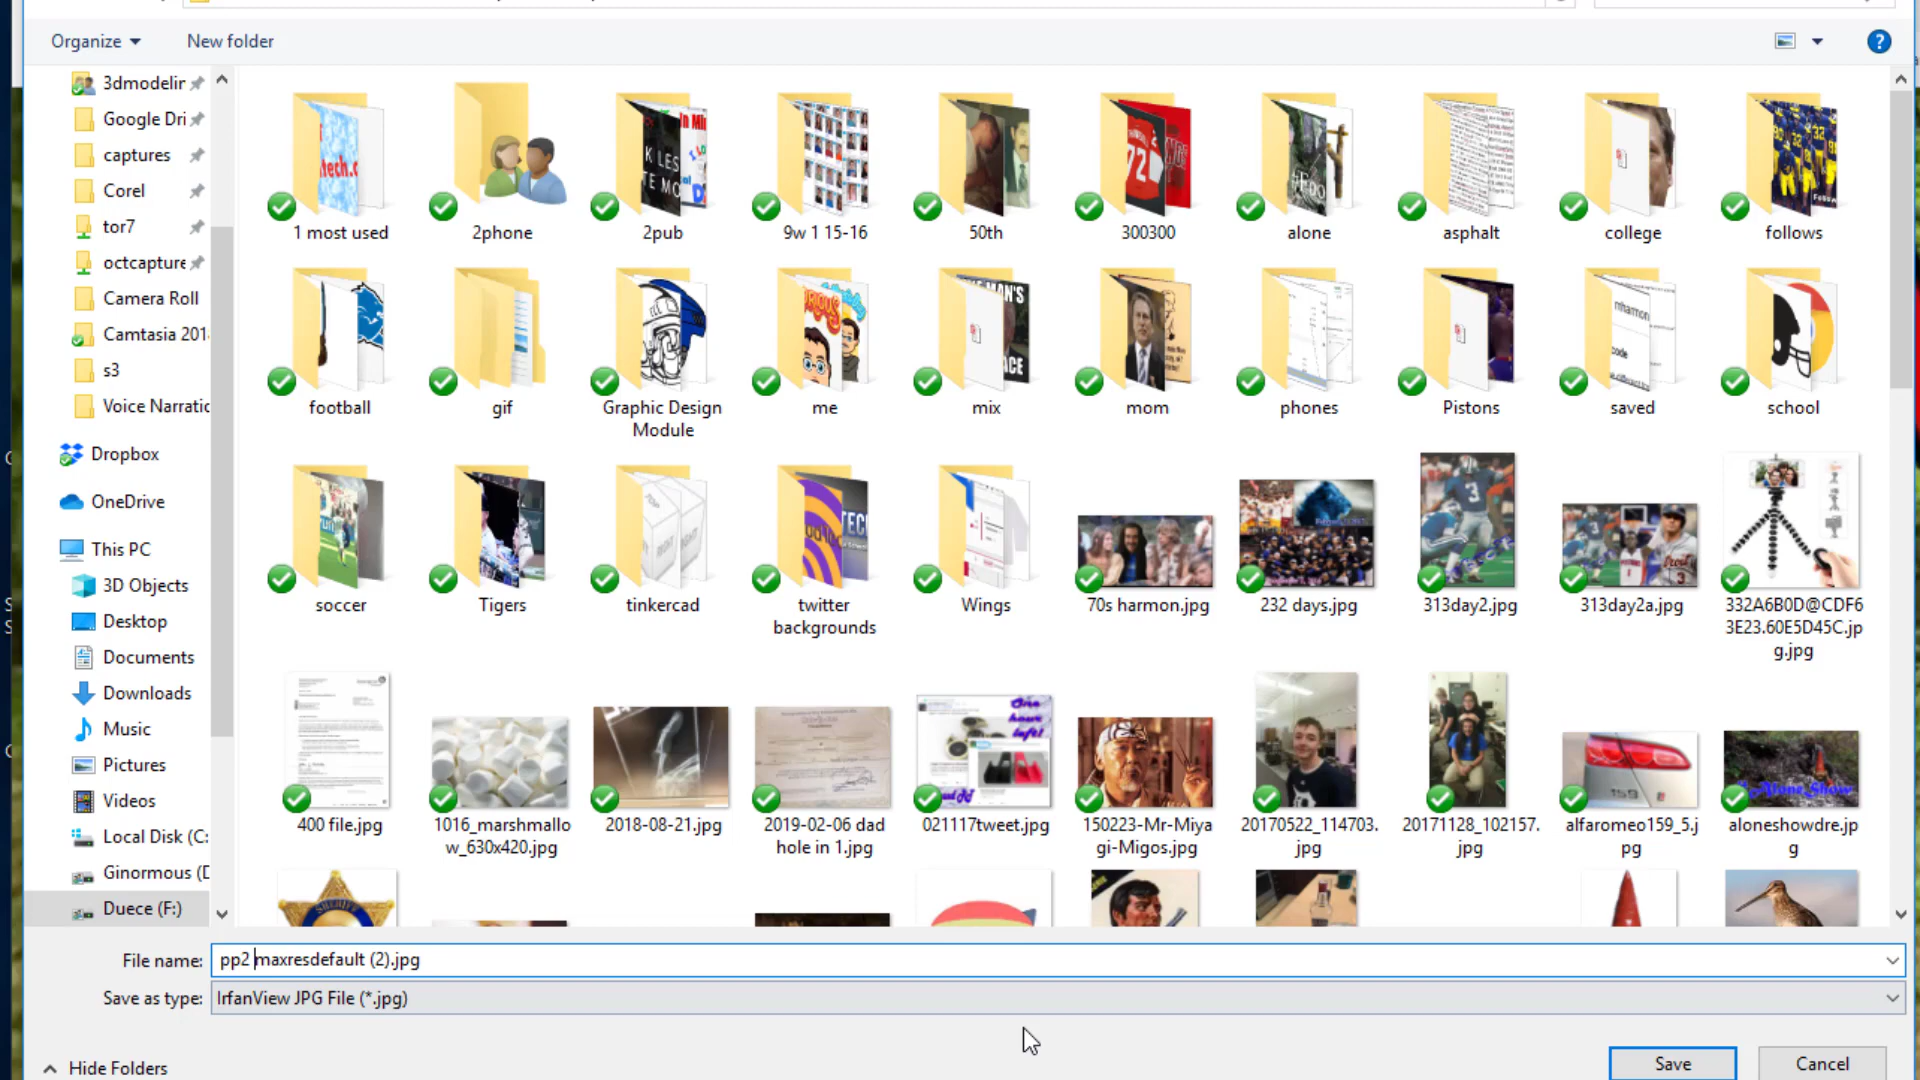 Organize
New folder
3dmodelin
Google Dri
captures
Corel
tor7
octcapture
Camera Roll
Camtasia 201
s3
Voice Narratic
Dropbox
OneDrive
This PC
3D Objects
Desktop
Documents
Downloads
Music
Pictures
Videos
Local Disk (C:
Ginormous (D
Duece (F:)
1 most used
2phone
2pub
9w 1 15-16
50th
300300
alone
asphalt
college
follows
football
gif
Graphic Design
Module
me
mix
mom
phones
Pistons
saved
school
soccer
Tigers
tinkercad
twitter
backgrounds
Wings
70s harmon.jpg
232 days.jpg
313day2.jpg
313day2a.jpg
332A6B0D@CDF6
3E23.60E5D45C.jp
g.jpg
400 file.jpg
1016_marshmallo
w_630x420.jpg
2018-08-21.jpg
2019-02-06 dad
hole in 1.jpg
021117tweet.jpg
150223-Mr-Miya
gi-Migos.jpg
20170522_114703.
jpg
20171128_102157.
jpg
alfaromeo159_5.j
pg
aloneshowdre.jp
g
File name:
pp2 maxresdefault (2).jpg
Save as type:
IrfanView JPG File (*.jpg)
Hide Folders
Save
Cancel